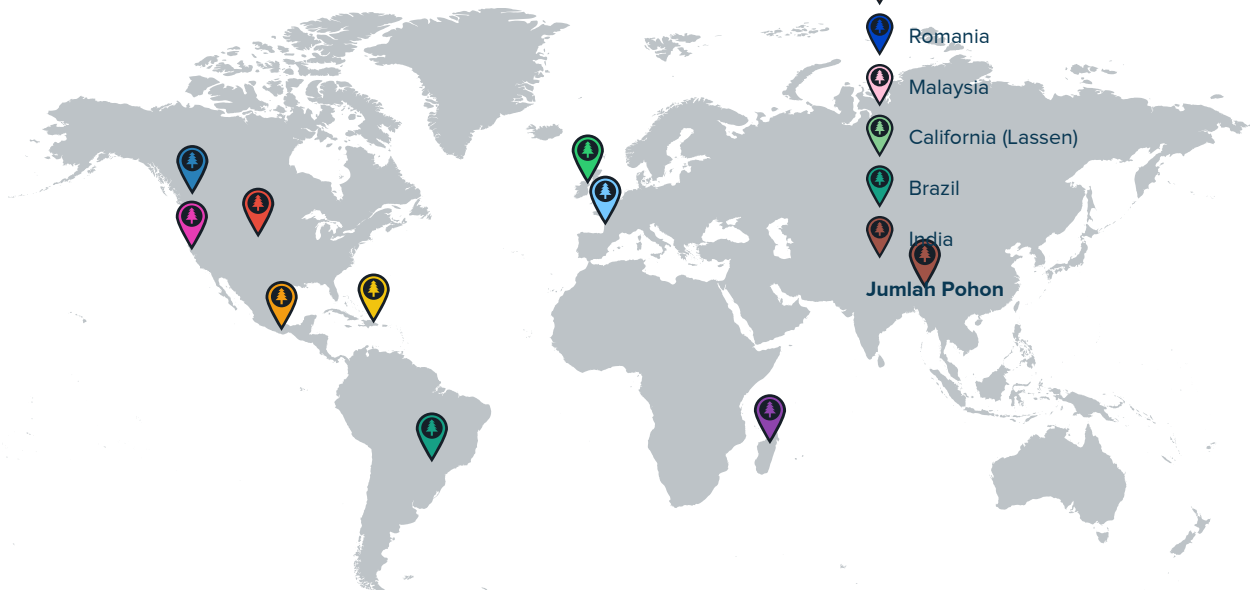 Romania
Malaysia
California (Lassen)
Brazil
India
Jumlah Pohon